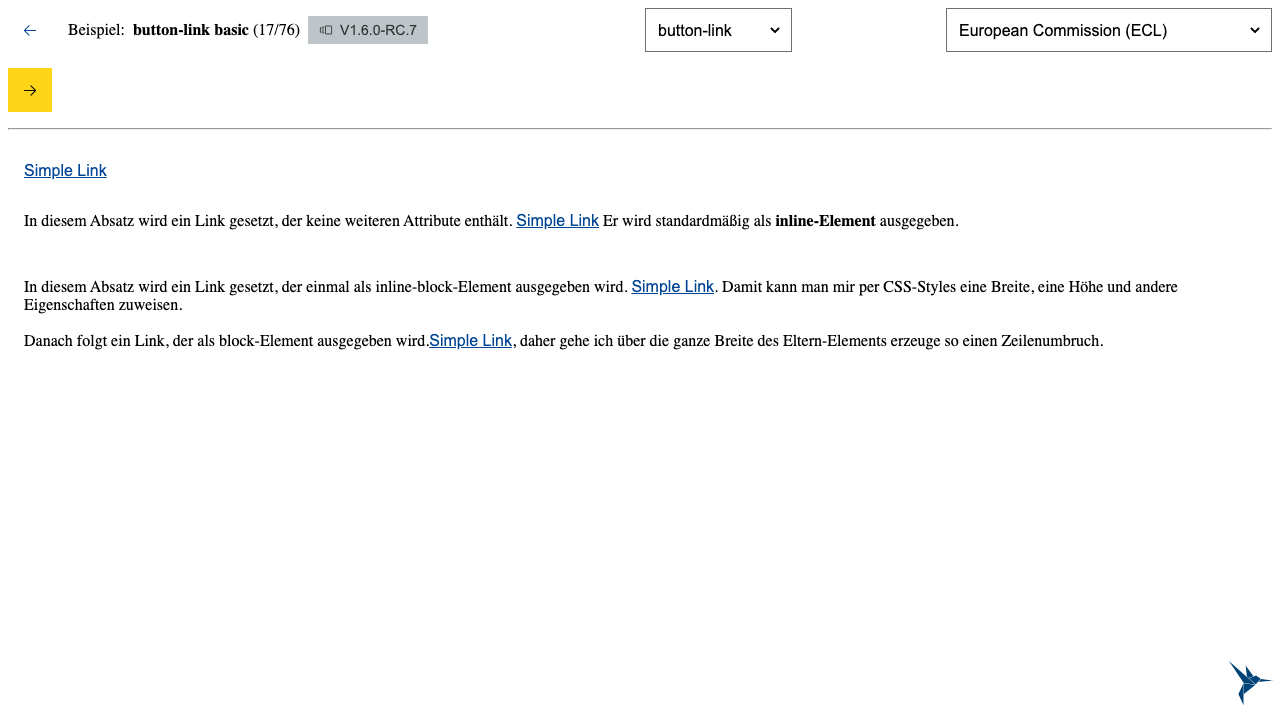 Beispiel: button-link basic (17/76) V1.6.0-RC.7 button-link European Commission (ECL)
Simple Link
In diesem Absatz wird ein Link gesetzt, der keine weiteren Attribute enthält. Simple Link Er wird standardmäßig als inline-Element ausgegeben.
In diesem Absatz wird ein Link gesetzt, der einmal als inline-block-Element ausgegeben wird. Simple Link. Damit kann man mir per CSS-Styles eine Breite, eine Höhe und andere
Eigenschaften zuweisen.
Danach folgt ein Link, der als block-Element ausgegeben wird.Simple Link, daher gehe ich über die ganze Breite des Eltern-Elements erzeuge so einen Zeilenumbruch.